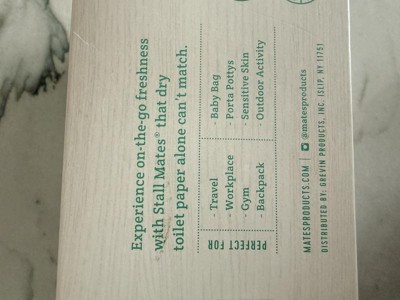 Experience on-the-go freshness
with Stall Mates® that dry
toilet paper alone can't match.
PERFECT FOR
- Travel
- Workplace
- Gym
- Backpack
- Baby Bag
- Porta Pottys
- Sensitive Skin
- Outdoor Activity
MATESPRODUCTS.COM | @matesproducts
DISTRIBUTED BY: GREVIN PRODUCTS, INC. ISLIP, NY 11751